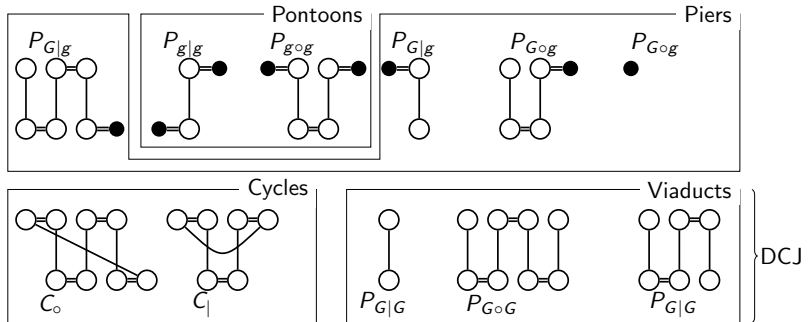 Pontoons Piers
P_{G|g} P_{g|g} P_{g∘g} P_{G|g} P_{G∘g} P_{G∘g}
Cycles Viaducts
DCJ
C_∘ C_| P_{G|G} P_{G∘G} P_{G|G}